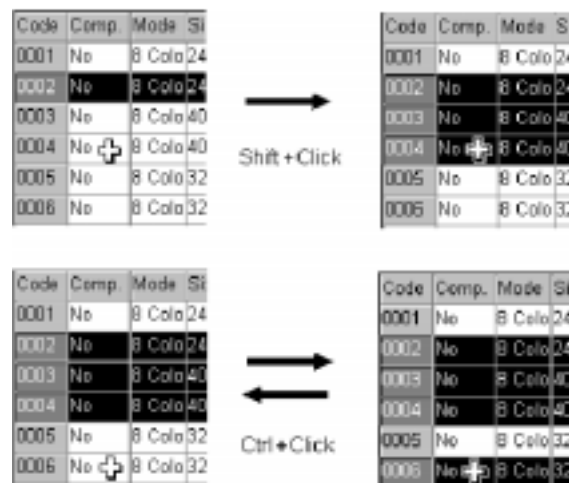 Code Comp. Mode Si
0001 No 8 Colo 24
0002 No 8 Colo 24
0003 No 8 Colo 40
0004 No 8 Colo 40
0005 No 8 Colo 32
0006 No 8 Colo 32
Shift+Click
Code Comp. Mode S
0001 No 8 Colo 24
0002 No 8 Colo 24
0003 No 8 Colo 40
0004 No 8 Colo 40
0005 No 8 Colo 32
0006 No 8 Colo 32
Code Comp. Mode Si
0001 No 8 Colo 24
0002 No 8 Colo 24
0003 No 8 Colo 40
0004 No 8 Colo 40
0005 No 8 Colo 32
0006 No 8 Colo 32
Ctrl+Click
Code Comp. Mode Si
0001 No 8 Colo 24
0002 No 8 Colo 24
0003 No 8 Colo 40
0004 No 8 Colo 40
0005 No 8 Colo 32
0006 No 8 Colo 32